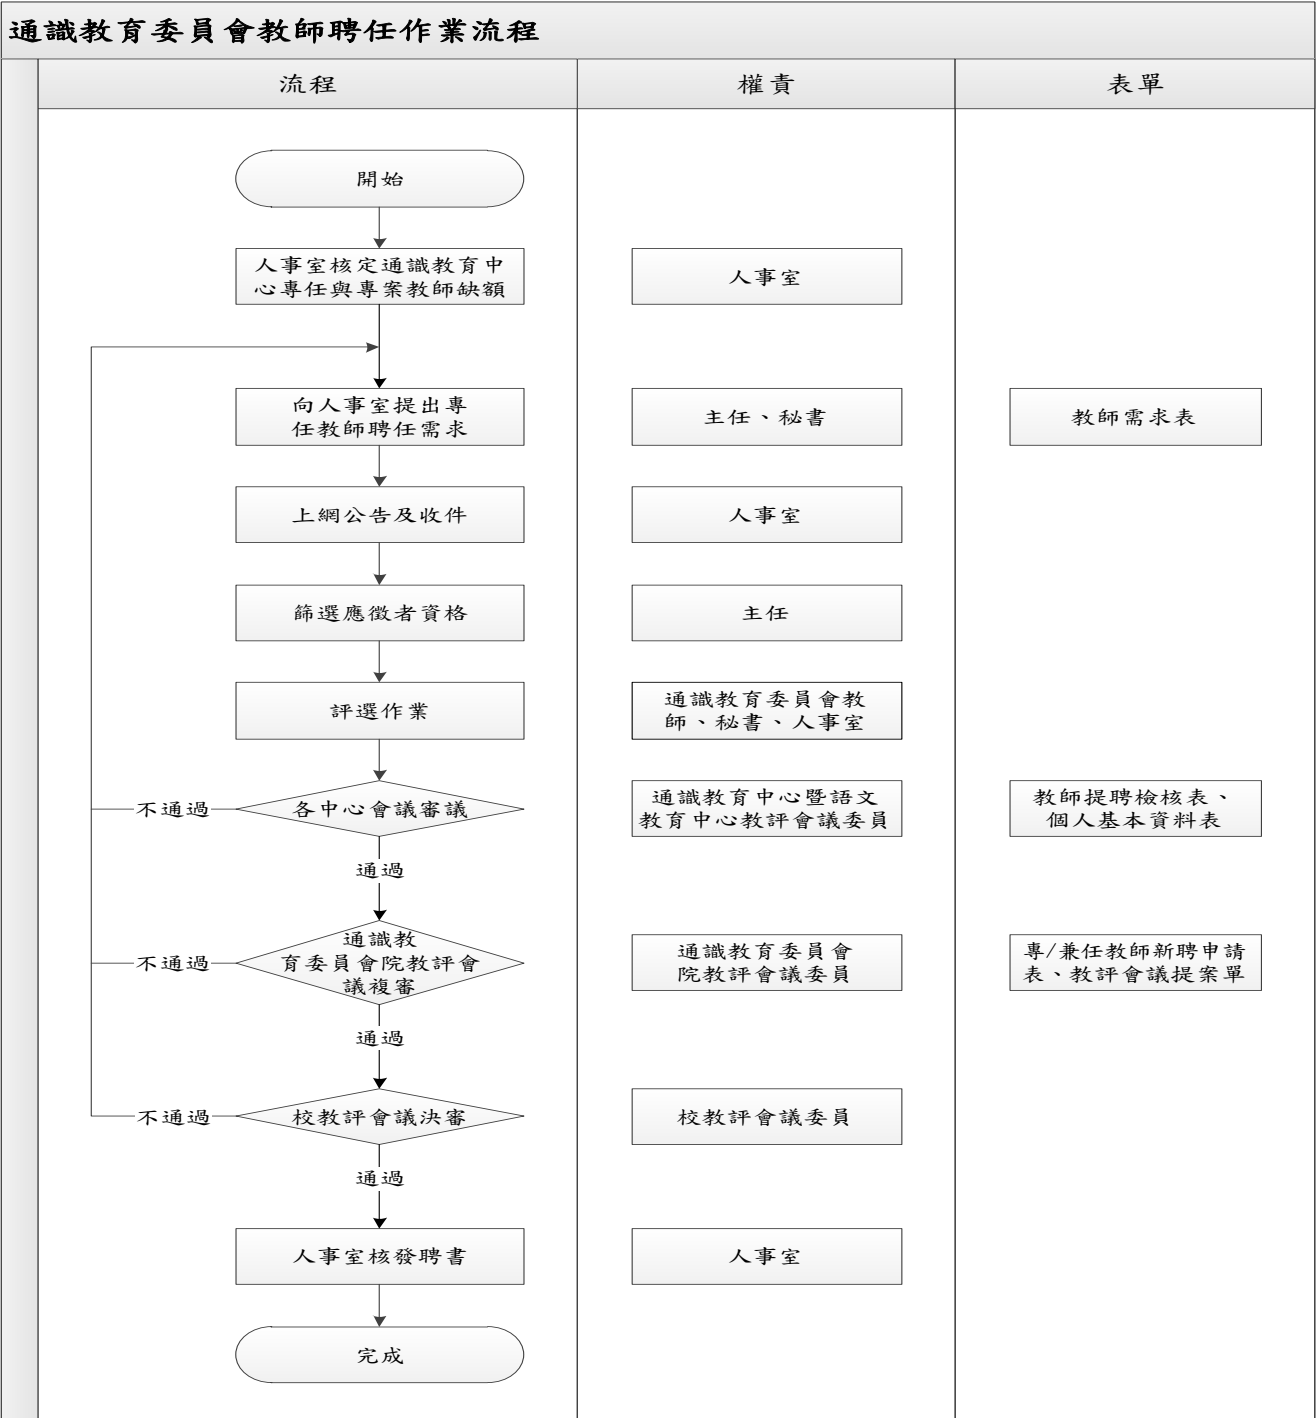 通識教育委員會教師聘任作業流程
流程
權責
表單
開始
人事室核定通識教育中
心專任與專案教師缺額
人事室
向人事室提出專
任教師聘任需求
主任、秘書
教師需求表
上網公告及收件
人事室
篩選應徵者資格
主任
評選作業
通識教育委員會教
師、秘書、人事室
不通過
各中心會議審議
通識教育中心暨語文
教育中心教評會議委員
教師提聘檢核表、
個人基本資料表
通過
不通過
通識教
育委員會院教評會
議複審
通識教育委員會
院教評會議委員
專/兼任教師新聘申請
表、教評會議提案單
通過
不通過
校教評會議決審
校教評會議委員
通過
人事室核發聘書
人事室
完成